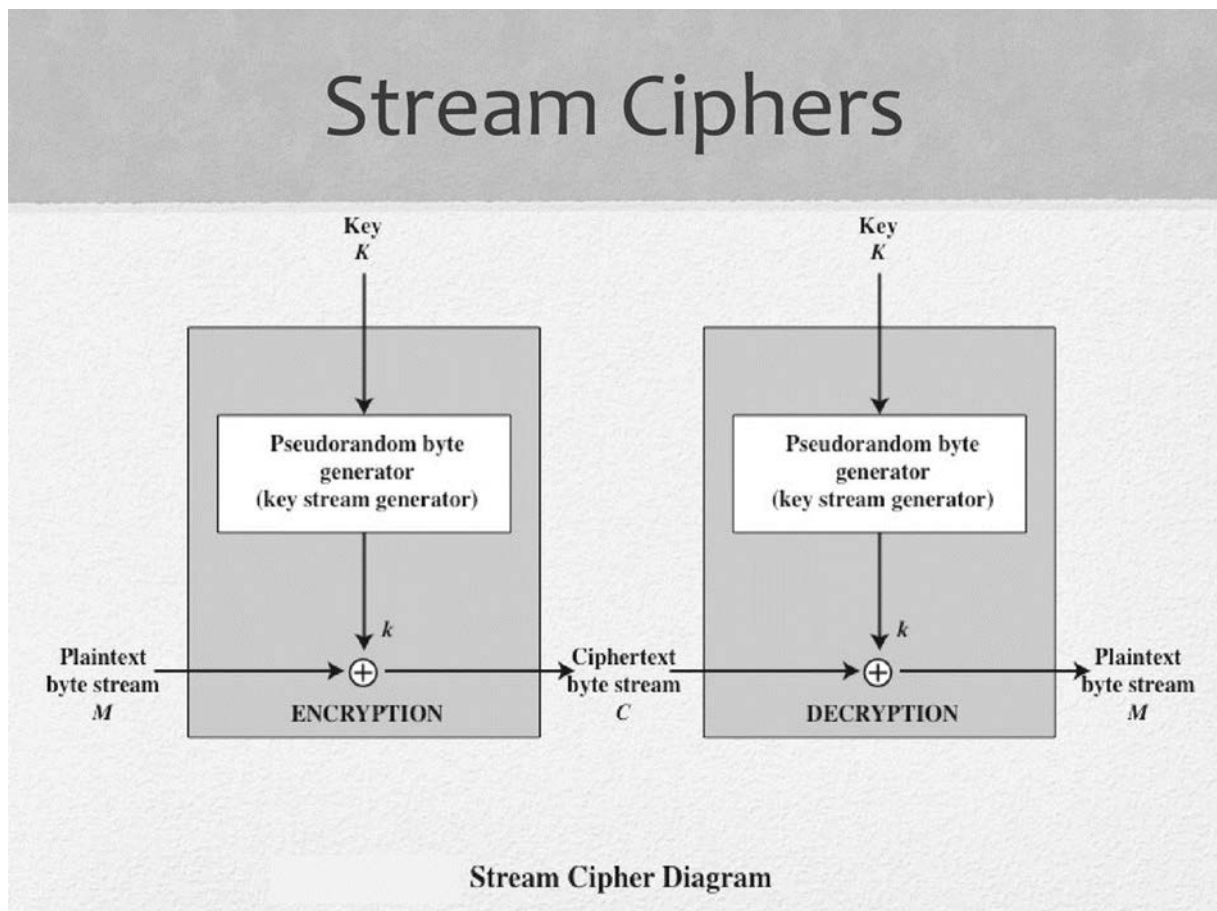 Stream Ciphers
Key
K
Key
K
Pseudorandom byte
generator
(key stream generator)
Pseudorandom byte
generator
(key stream generator)
k
k
Plaintext
byte stream
M
Ciphertext
byte stream
C
Plaintext
byte stream
M
ENCRYPTION
DECRYPTION
Stream Cipher Diagram